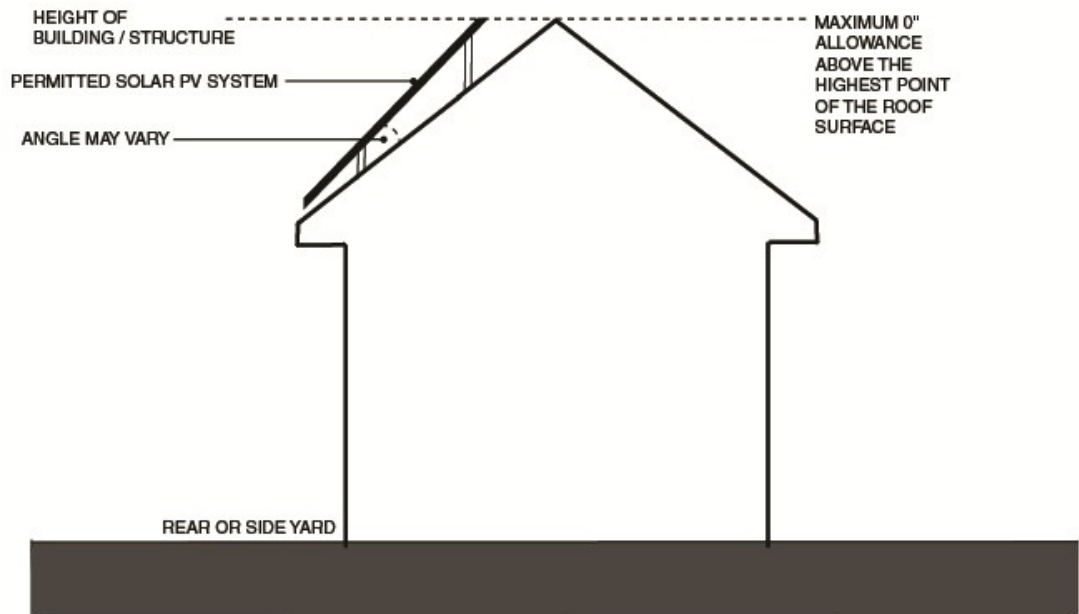 HEIGHT OF
BUILDING / STRUCTURE
PERMITTED SOLAR PV SYSTEM
ANGLE MAY VARY
MAXIMUM 0"
ALLOWANCE
ABOVE THE
HIGHEST POINT
OF THE ROOF
SURFACE
REAR OR SIDE YARD